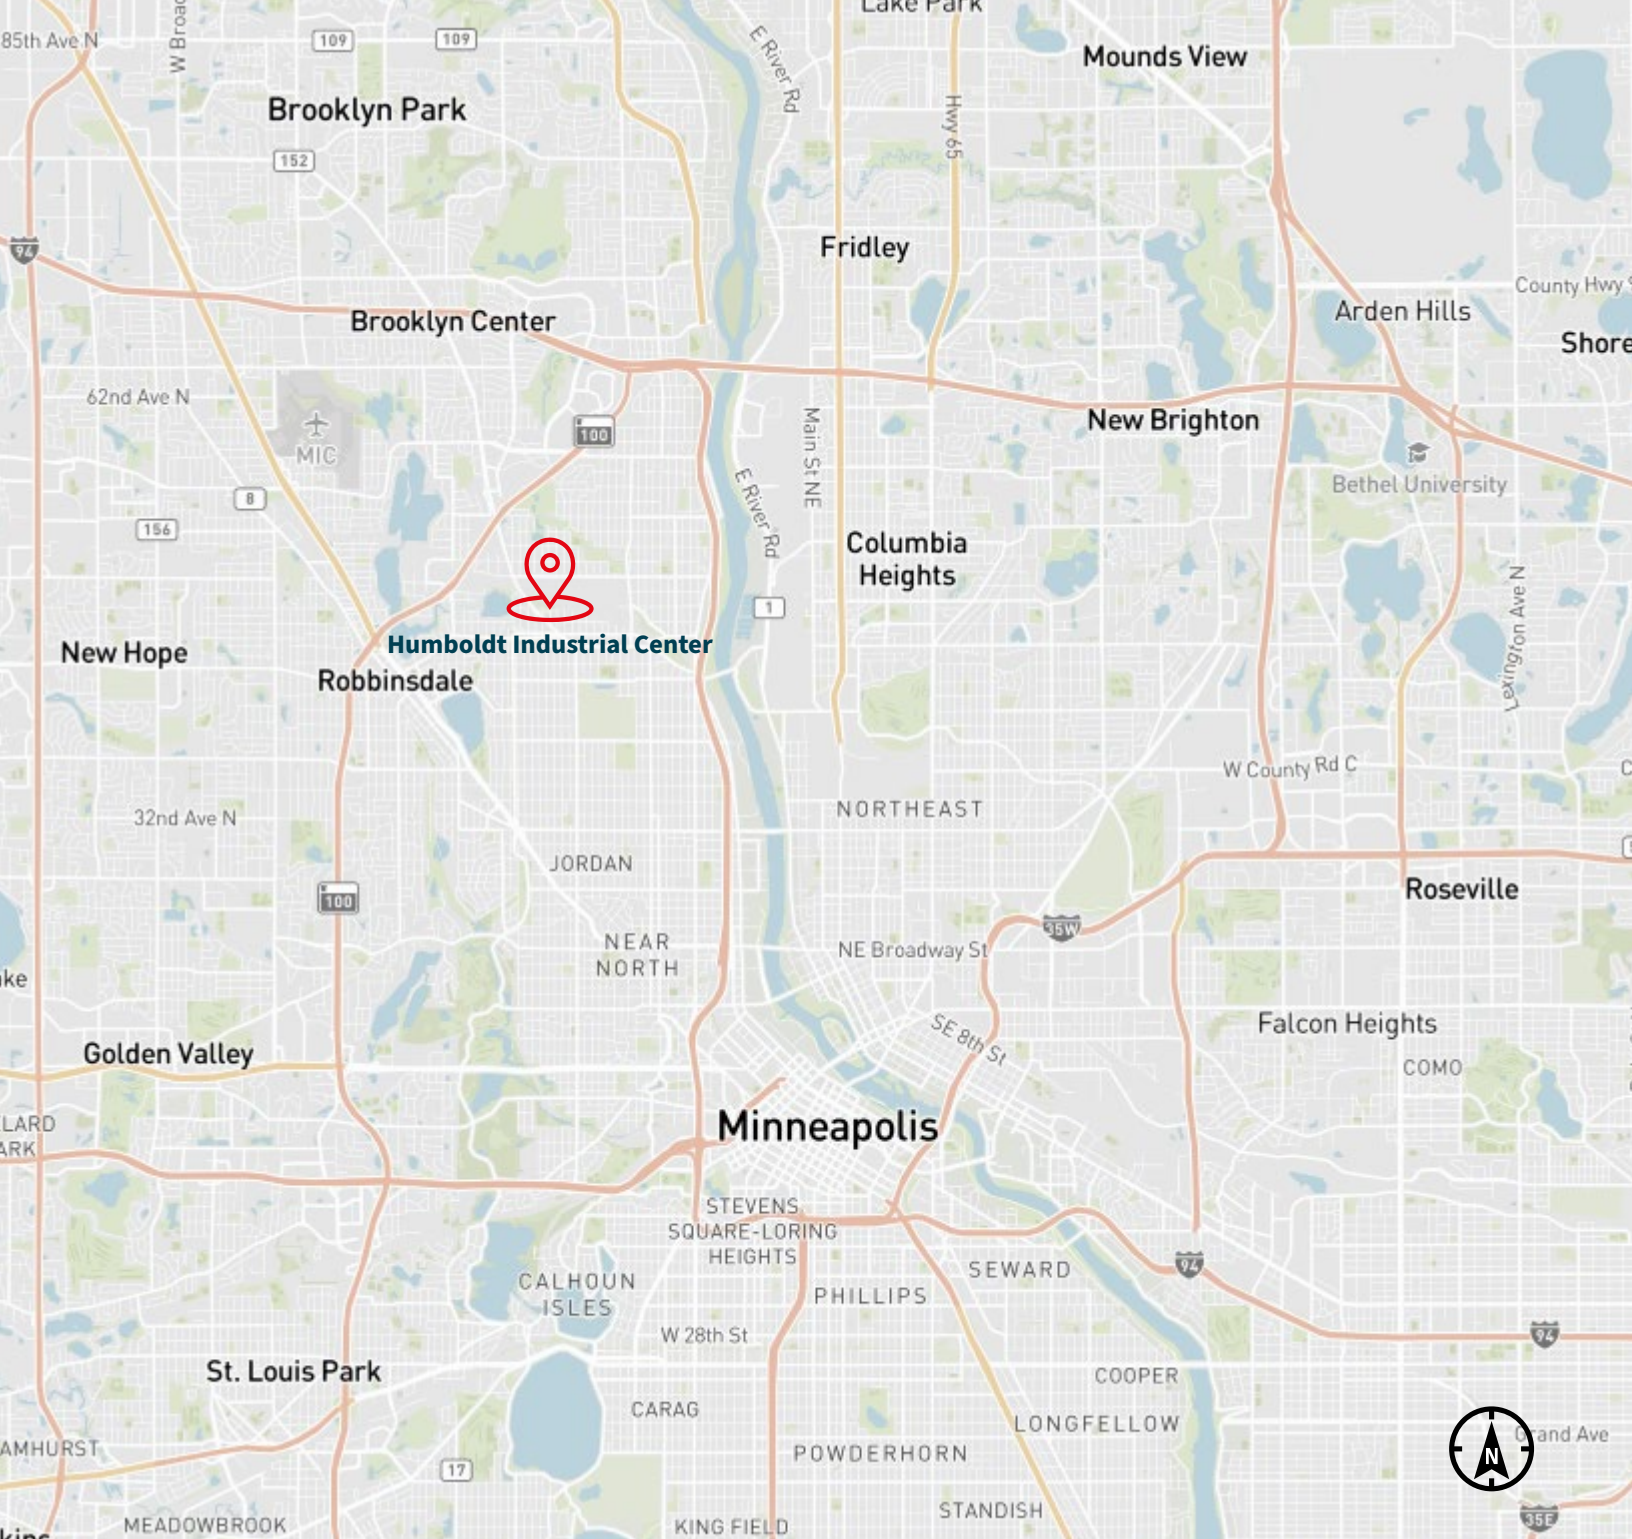 Lake Park
85th Ave N
W Broad
109
109
E River Rd
Mounds View
Brooklyn Park
Hwy 65
152
94
Fridley
County Hwy
Arden Hills
Brooklyn Center
Shore
62nd Ave N
MIC
100
Main St NE
New Brighton
Bethel University
8
156
E River Rd
Columbia
Heights
Lexington Ave N
1
Humboldt Industrial Center
New Hope
Robbinsdale
W County Rd C
32nd Ave N
NORTHEAST
JORDAN
100
Roseville
35W
NEAR
NORTH
NE Broadway St
ke
SE 8th St
Falcon Heights
Golden Valley
COMO
LARD
ARK
Minneapolis
STEVENS
SQUARE-LORING
HEIGHTS
94
SEWARD
CALHOUN
ISLES
PHILLIPS
W 28th St
94
St. Louis Park
COOPER
CARAG
LONGFELLOW
AMHURST
Grand Ave
N
POWDERHORN
17
STANDISH
35E
MEADOWBROOK
KING FIELD
kins